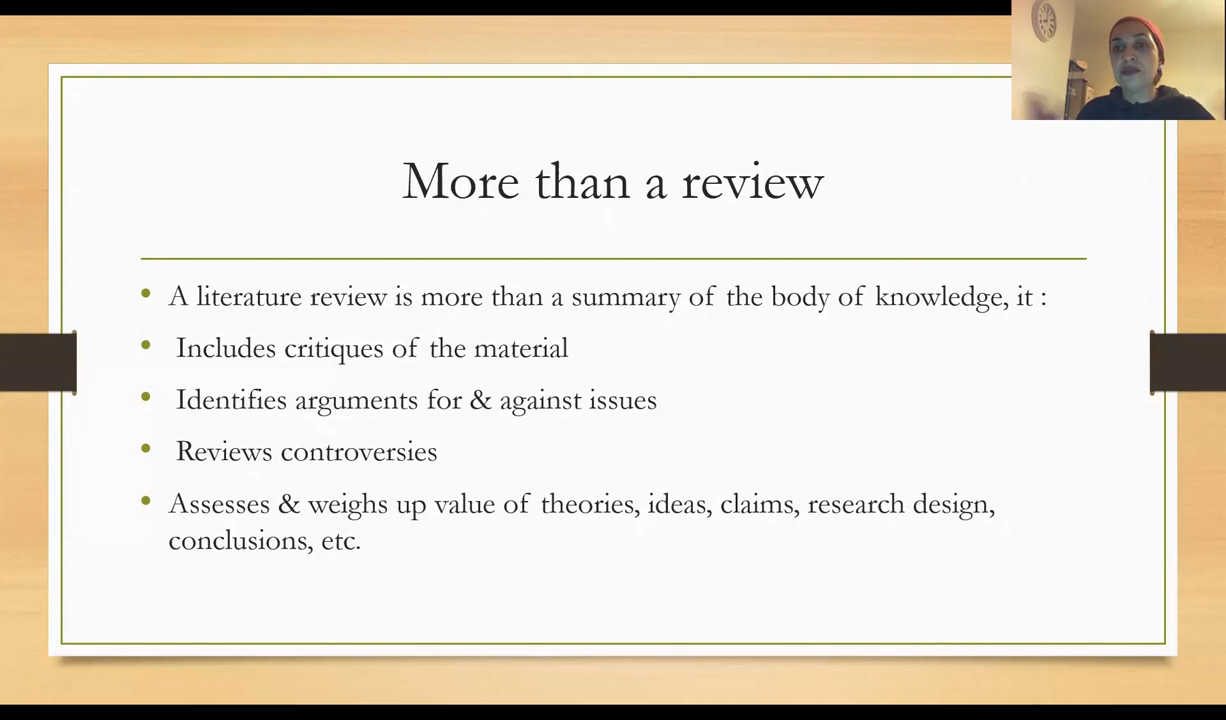 More than a review
• A literature review is more than a summary of the body of knowledge, it :
• Includes critiques of the material
• Identifies arguments for & against issues
• Reviews controversies
• Assesses & weighs up value of theories, ideas, claims, research design,
conclusions, etc.